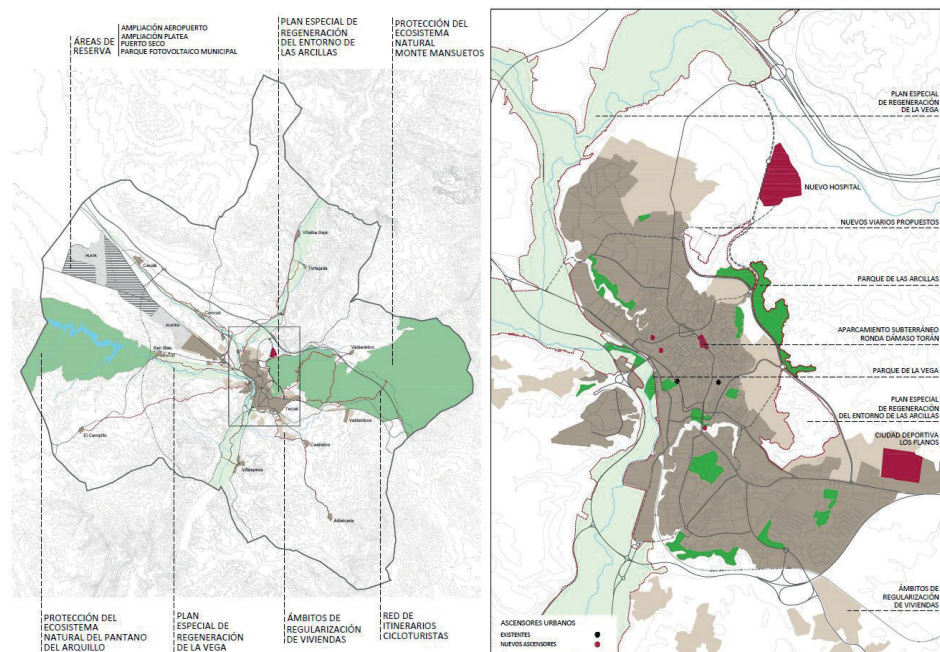 ÁREAS DE
RESERVA
AMPLIACIÓN AEROPUERTO
AMPLIACIÓN PLATEA
PUERTO SECO
PARQUE FOTOVOLTAICO MUNICIPAL
PLAN ESPECIAL DE
REGENERACIÓN
DEL ENTORNO DE
LAS ARCILLAS
PROTECCIÓN DEL
ECOSISTEMA
NATURAL
MONTE MANSUETOS
Villalba Baja
Tortajada
PLATA
Caudé
Concud
PLATEA
San Blas
Valdecebro
Teruel
Castralvo
El Campillo
Villaspesa
Aldehuela
PROTECCIÓN DEL
ECOSISTEMA
NATURAL DEL PANTANO
DEL ARQUILLO
PLAN
ESPECIAL DE
REGENERACIÓN
DE LA VEGA
ÁMBITOS DE
REGULARIZACIÓN
DE VIVIENDAS
RED DE
ITINERARIOS
CICLOTURISTAS
PLAN ESPECIAL
DE REGENERACIÓN
DE LA VEGA
NUEVO HOSPITAL
NUEVOS VIARIOS PROPUESTOS
PARQUE DE LAS ARCILLAS
APARCAMIENTO SUBTERRÁNEO
RONDA DÁMASO TORÁN
PARQUE DE LA VEGA
PLAN ESPECIAL
DE REGENERACIÓN
DEL ENTORNO DE LAS ARCILLAS
CIUDAD DEPORTIVA
LOS PLANOS
ÁMBITOS DE
REGULARIZACIÓN
DE VIVIENDAS
ASCENSORES URBANOS
EXISTENTES
NUEVOS ASCENSORES